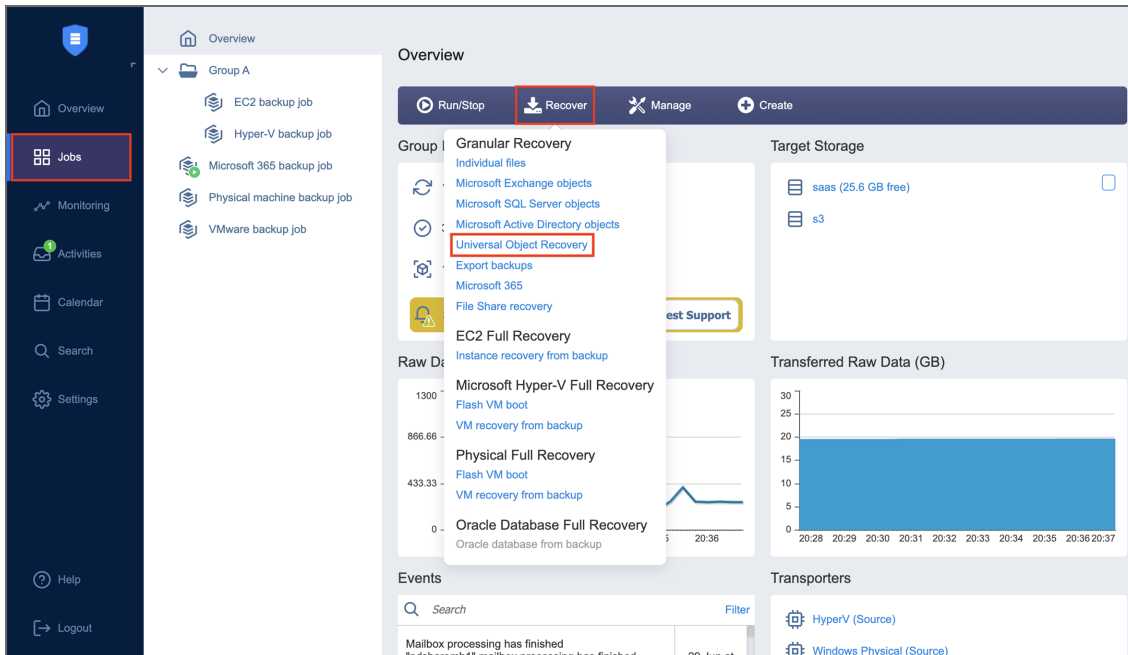 Overview
Jobs
Monitoring
1
Activities
Calendar
Search
Settings
Help
Logout
Overview
Group A
EC2 backup job
Hyper-V backup job
Microsoft 365 backup job
Physical machine backup job
VMware backup job
Overview
Run/Stop
Recover
Manage
Create
Group
Granular Recovery
Individual files
Microsoft Exchange objects
Microsoft SQL Server objects
Microsoft Active Directory objects
Universal Object Recovery
Export backups
Microsoft 365
File Share recovery
EC2 Full Recovery
Instance recovery from backup
Microsoft Hyper-V Full Recovery
Flash VM boot
VM recovery from backup
Physical Full Recovery
Flash VM boot
VM recovery from backup
Oracle Database Full Recovery
Oracle database from backup
est Support
Target Storage
saas (25.6 GB free)
s3
Raw Da
1300
866.66
433.33
0
20:36
Transferred Raw Data (GB)
30
25
20
15
10
5
0
20:28 20:29 20:30 20:31 20:32 20:33 20:34 20:35 20:36 20:37
Events
Search
Filter
Mailbox processing has finished
Transporters
HyperV (Source)
Windows Physical (Source)